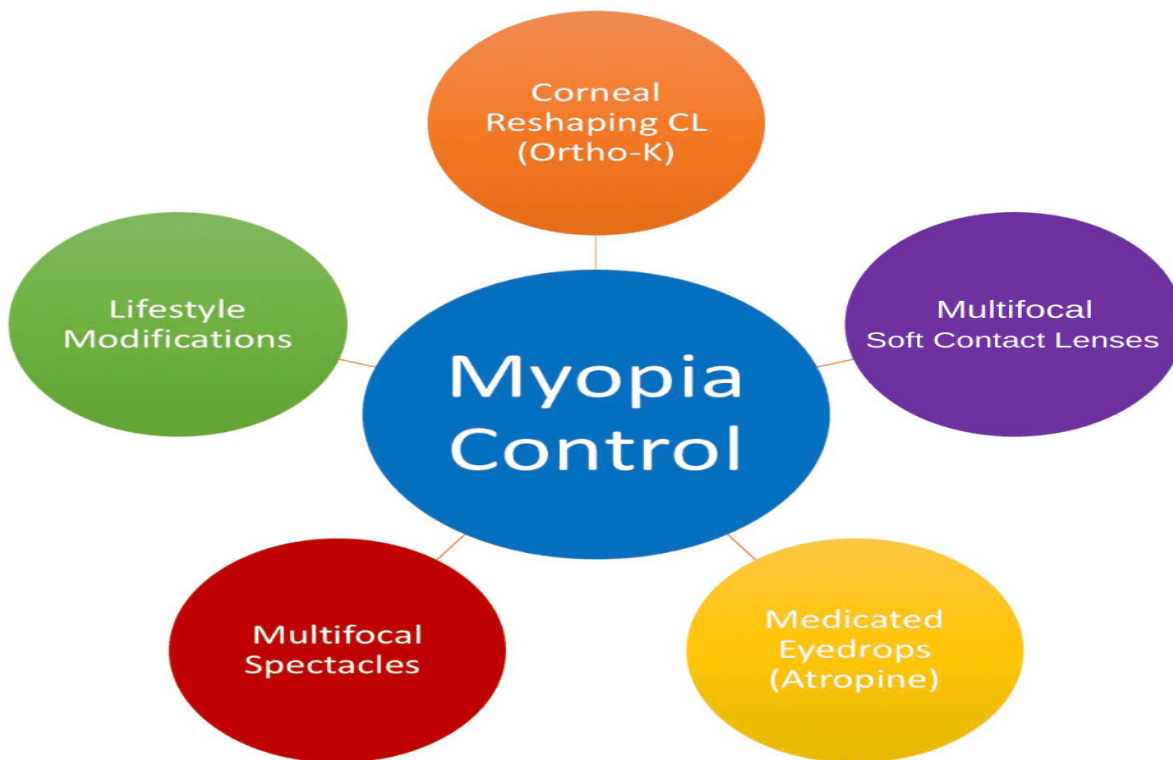 Corneal
Reshaping CL
(Ortho-K)
Lifestyle
Modifications
Multifocal
Soft Contact Lenses
Myopia
Control
Multifocal
Spectacles
Medicated
Eyedrops
(Atropine)